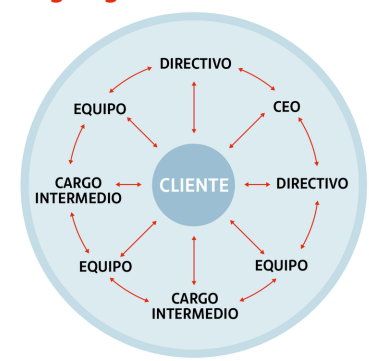 DIRECTIVO
EQUIPO
CEO
CARGO
INTERMEDIO
CLIENTE
DIRECTIVO
EQUIPO
EQUIPO
CARGO
INTERMEDIO